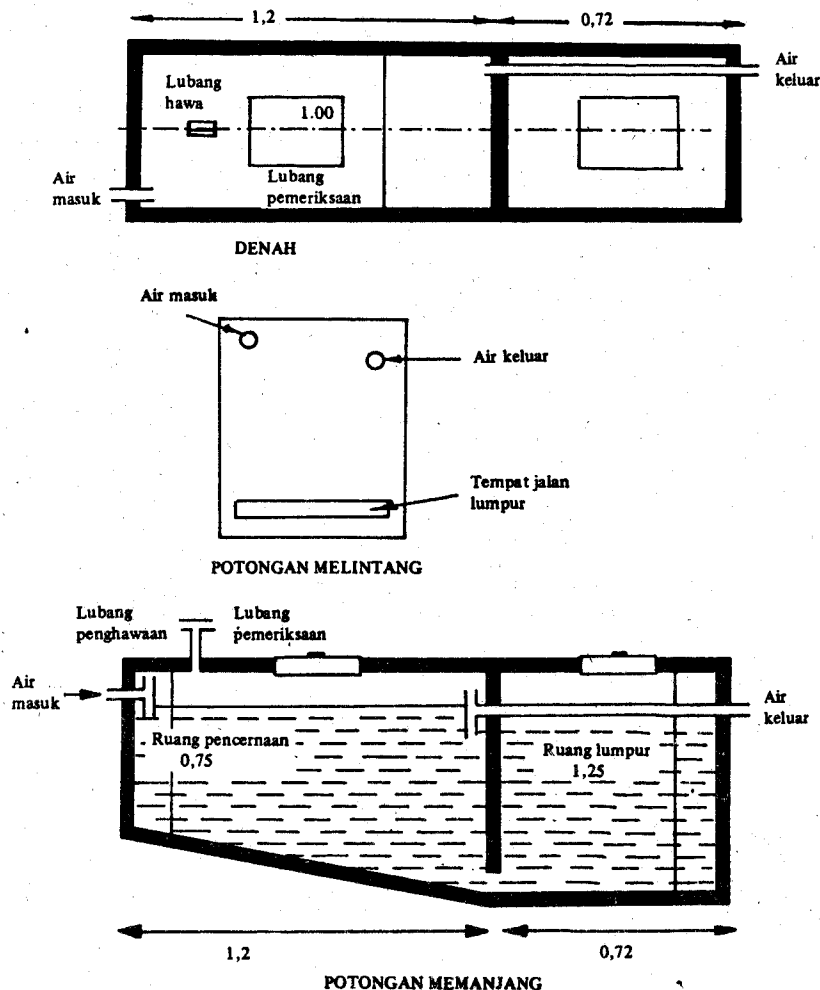 1,2
0,72
Lubang
hawa
1.00
Air
keluar
Air
masuk
Lubang
pemeriksaan
DENAH
Air masuk
Air keluar
Tempat jalan
lumpur
POTONGAN MELINTANG
Lubang
penghawaan
Lubang
pemeriksaan
Air
masuk
Air
keluar
Ruang pencernaan
0,75
Ruang lumpur
1,25
1,2
0,72
POTONGAN MEMANJANG